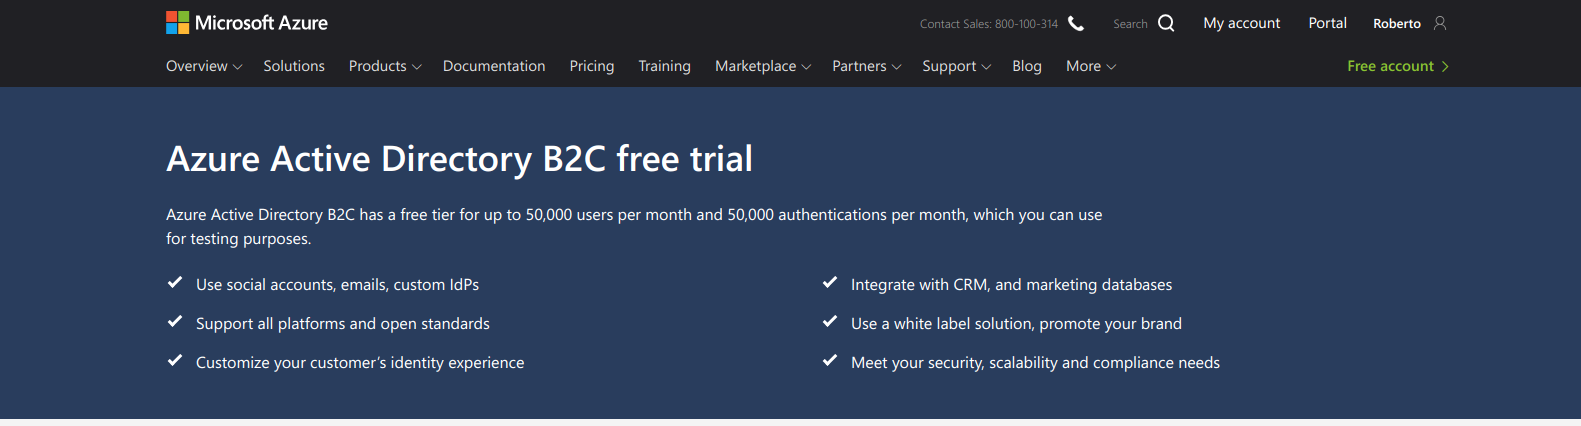 Microsoft Azure
Contact Sales: 800-100-314
Search
My account
Portal
Roberto
Overview
Solutions
Products
Documentation
Pricing
Training
Marketplace
Partners
Support
Blog
More
Free account
Azure Active Directory B2C free trial
Azure Active Directory B2C has a free tier for up to 50,000 users per month and 50,000 authentications per month, which you can use
for testing purposes.
Use social accounts, emails, custom IdPs
Support all platforms and open standards
Customize your customer’s identity experience
Integrate with CRM, and marketing databases
Use a white label solution, promote your brand
Meet your security, scalability and compliance needs